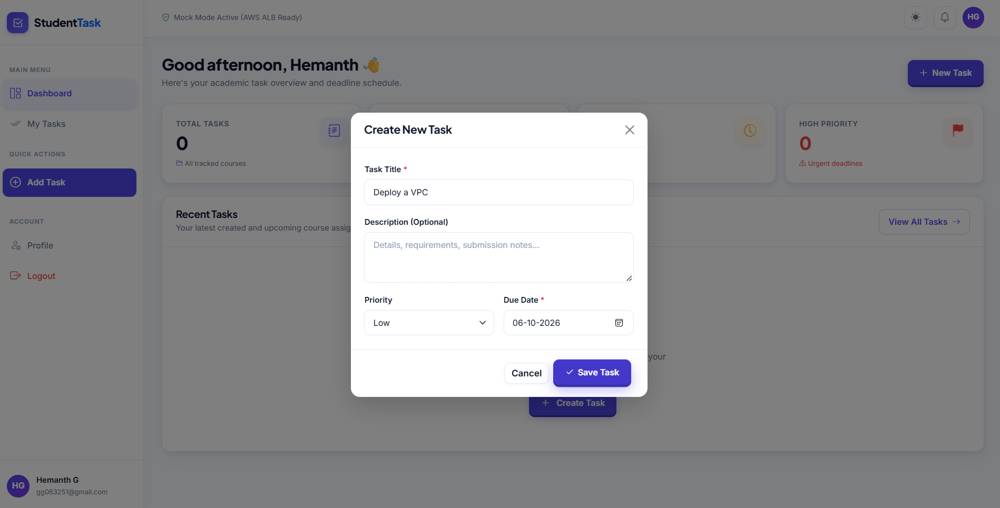 StudentTask
MAIN MENU
Dashboard
My Tasks
QUICK ACTIONS
Add Task
ACCOUNT
Profile
Logout
HG
Hemanth G
gg063251@gmail.com
Mock Mode Active (AWS ALB Ready)
HG
Good afternoon, Hemanth 👋
Here's your academic task overview and deadline schedule.
+ New Task
TOTAL TASKS
0
All tracked courses
HIGH PRIORITY
0
Urgent deadlines
Recent Tasks
Your latest created and upcoming course assig
View All Tasks →
your
+ Create Task
Create New Task
Task Title *
Deploy a VPC
Description (Optional)
Details, requirements, submission notes...
Priority
Low
Due Date *
06-10-2026
Cancel
Save Task